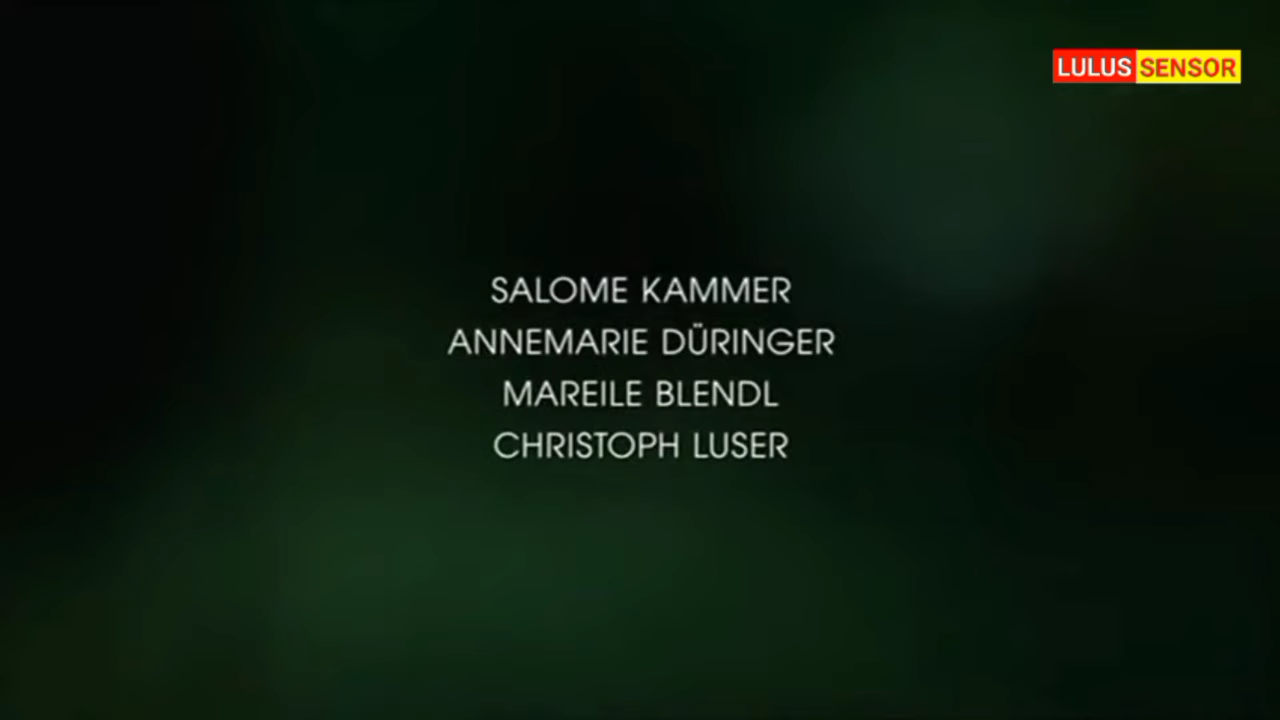 LULUS SENSOR
SALOME KAMMER
ANNEMARIE DÜRINGER
MAREILE BLENDL
CHRISTOPH LUSER